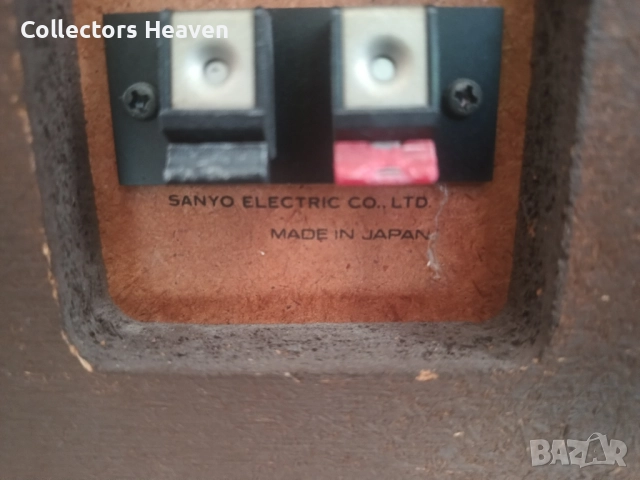 Collectors Heaven
SANYO ELECTRIC CO., LTD.
MADE IN JAPAN
BAZAR